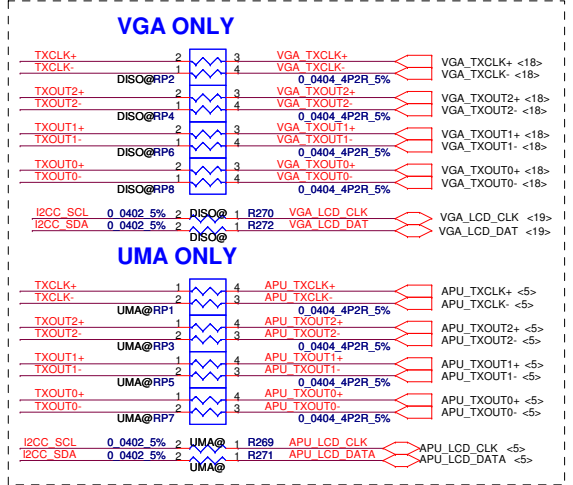 VGA ONLY
TXCLK+ 2 3 VGA_TXCLK+ VGA_TXCLK+ <18>
TXCLK- 1 4 VGA_TXCLK- VGA_TXCLK- <18>
DISO@RP2 0_0404_4P2R_5%
TXOUT2+ 2 3 VGA_TXOUT2+ VGA_TXOUT2+ <18>
TXOUT2- 1 4 VGA_TXOUT2- VGA_TXOUT2- <18>
DISO@RP4 0_0404_4P2R_5%
TXOUT1+ 2 3 VGA_TXOUT1+ VGA_TXOUT1+ <18>
TXOUT1- 1 4 VGA_TXOUT1- VGA_TXOUT1- <18>
DISO@RP6 0_0404_4P2R_5%
TXOUT0+ 2 3 VGA_TXOUT0+ VGA_TXOUT0+ <18>
TXOUT0- 1 4 VGA_TXOUT0- VGA_TXOUT0- <18>
DISO@RP8 0_0404_4P2R_5%
I2CC_SCL 0_0402_5% 2 DISO@ 1 R270 VGA_LCD_CLK VGA_LCD_CLK <19>
I2CC_SDA 0_0402_5% 2 1 R272 VGA_LCD_DAT VGA_LCD_DAT <19>
DISO@
UMA ONLY
TXCLK+ 1 4 APU_TXCLK+ APU_TXCLK+ <5>
TXCLK- 2 3 APU_TXCLK- APU_TXCLK- <5>
UMA@RP1 0_0404_4P2R_5%
TXOUT2+ 1 4 APU_TXOUT2+ APU_TXOUT2+ <5>
TXOUT2- 2 3 APU_TXOUT2- APU_TXOUT2- <5>
UMA@RP3 0_0404_4P2R_5%
TXOUT1+ 1 4 APU_TXOUT1+ APU_TXOUT1+ <5>
TXOUT1- 2 3 APU_TXOUT1- APU_TXOUT1- <5>
UMA@RP5 0_0404_4P2R_5%
TXOUT0+ 1 4 APU_TXOUT0+ APU_TXOUT0+ <5>
TXOUT0- 2 3 APU_TXOUT0- APU_TXOUT0- <5>
UMA@RP7 0_0404_4P2R_5%
I2CC_SCL 0_0402_5% 2 UMA@ 1 R269 APU_LCD_CLK APU_LCD_CLK <5>
I2CC_SDA 0_0402_5% 2 1 R271 APU_LCD_DATA APU_LCD_DATA <5>
UMA@